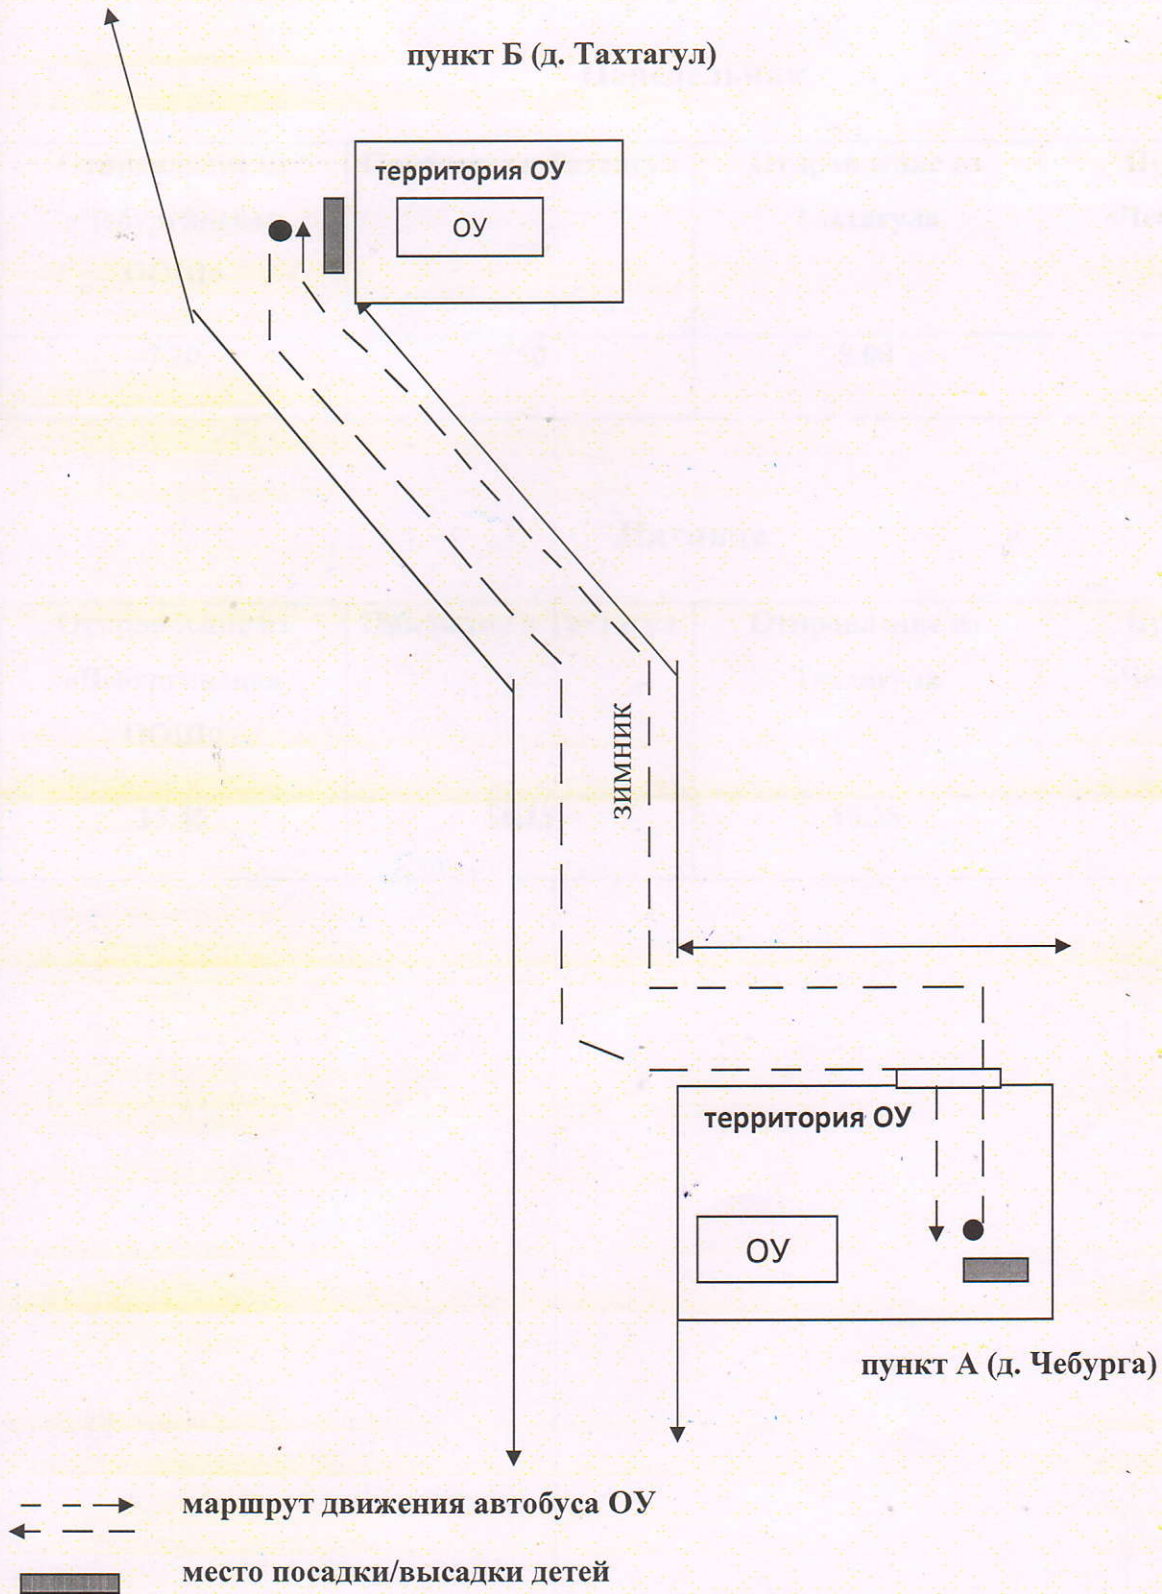 пункт Б (д. Тахтагул)
территория ОУ
ОУ
зимник
территория ОУ
ОУ
пункт А (д. Чебурга)
маршрут движения автобуса ОУ
место посадки/высадки детей